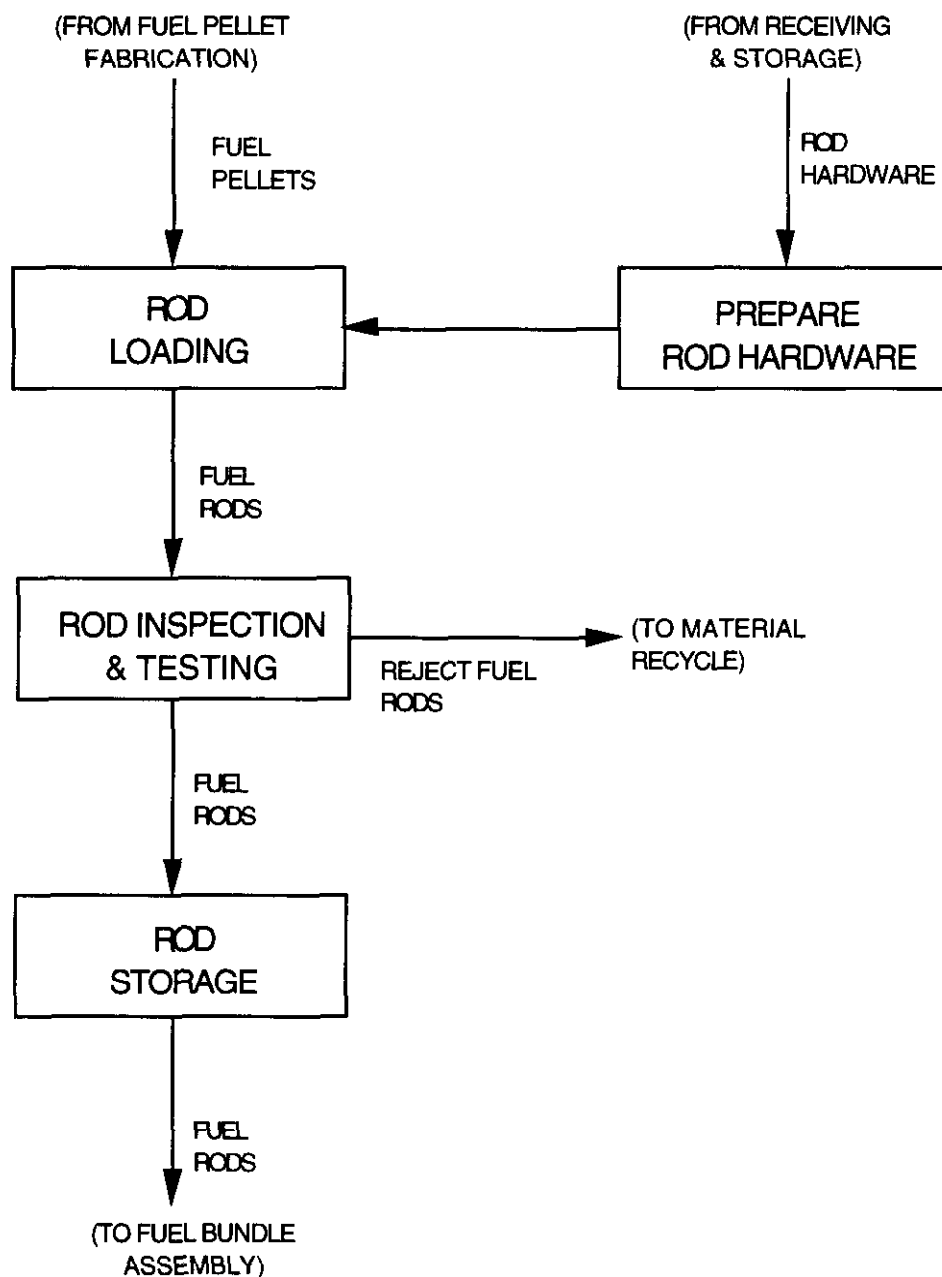 (FROM FUEL PELLET
FABRICATION)
(FROM RECEIVING
& STORAGE)
FUEL
PELLETS
ROD
HARDWARE
ROD
LOADING
PREPARE
ROD HARDWARE
FUEL
RODS
ROD INSPECTION
& TESTING
(TO MATERIAL
RECYCLE)
REJECT FUEL
RODS
FUEL
RODS
ROD
STORAGE
FUEL
RODS
(TO FUEL BUNDLE
ASSEMBLY)